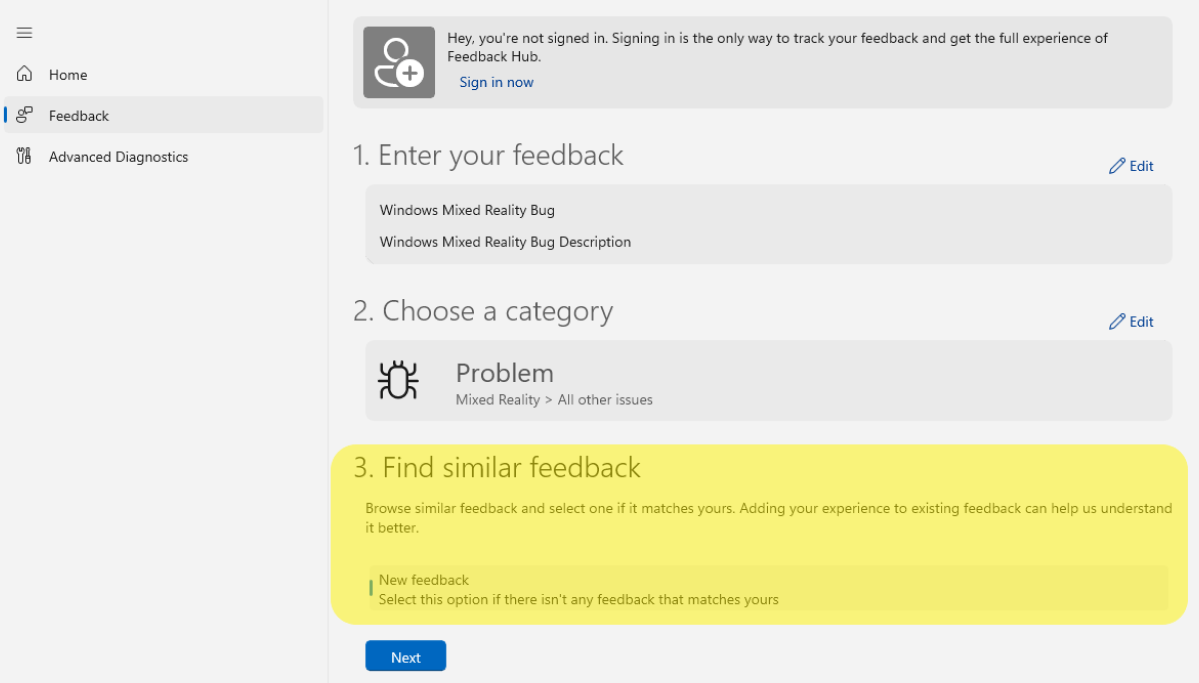 Home
Feedback
Advanced Diagnostics
Hey, you're not signed in. Signing in is the only way to track your feedback and get the full experience of
Feedback Hub.
Sign in now
1. Enter your feedback
Edit
Windows Mixed Reality Bug
Windows Mixed Reality Bug Description
2. Choose a category
Edit
Problem
Mixed Reality > All other issues
3. Find similar feedback
Browse similar feedback and select one if it matches yours. Adding your experience to existing feedback can help us understand
it better.
New feedback
Select this option if there isn't any feedback that matches yours
Next